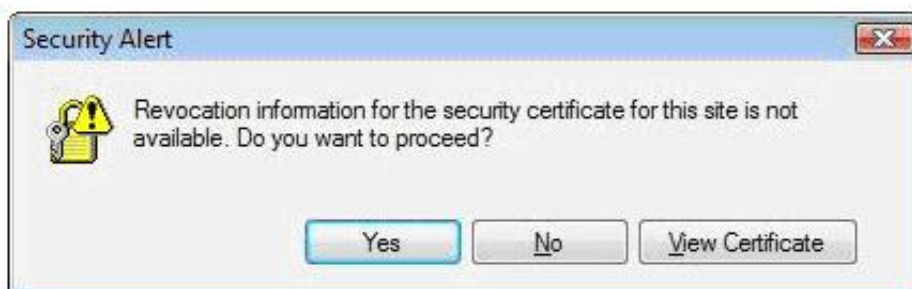 Security Alert
Revocation information for the security certificate for this site is not
available. Do you want to proceed?
Yes
No
View Certificate